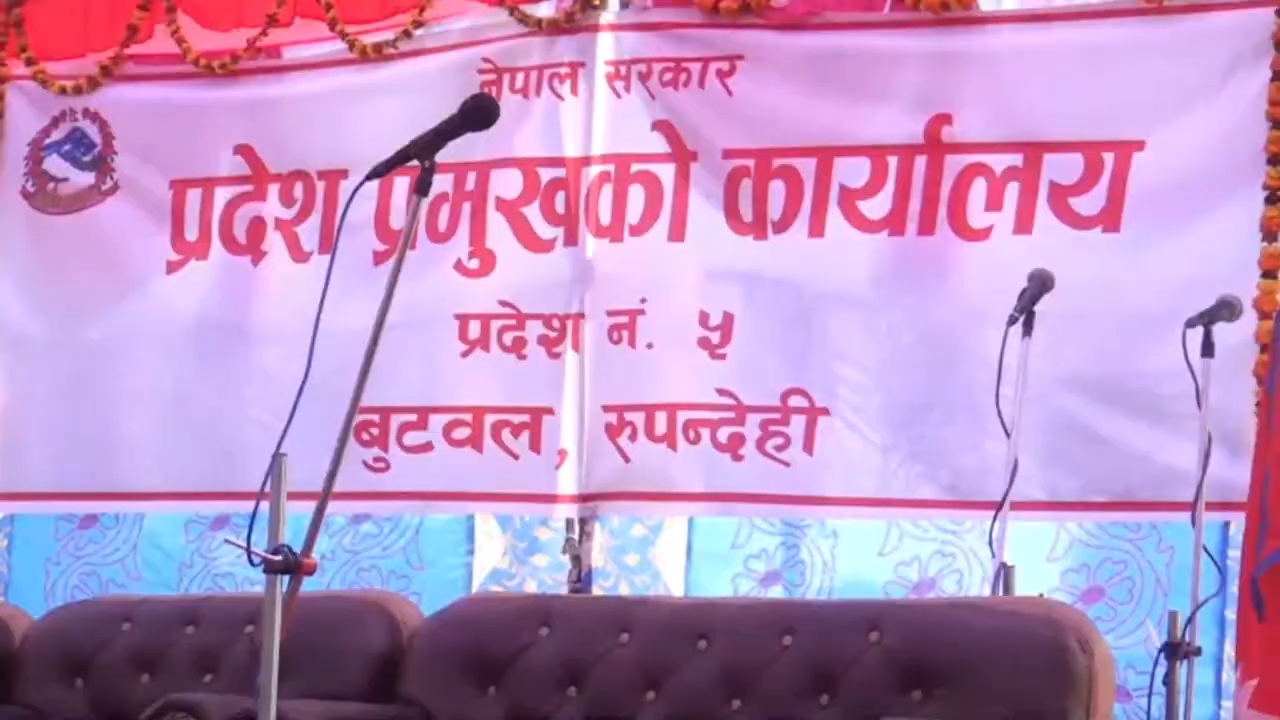 नेपाल सरकार
प्रदेश प्रमुखको कार्यालय
प्रदेश नं. ५
बुटवल, रुपन्देही